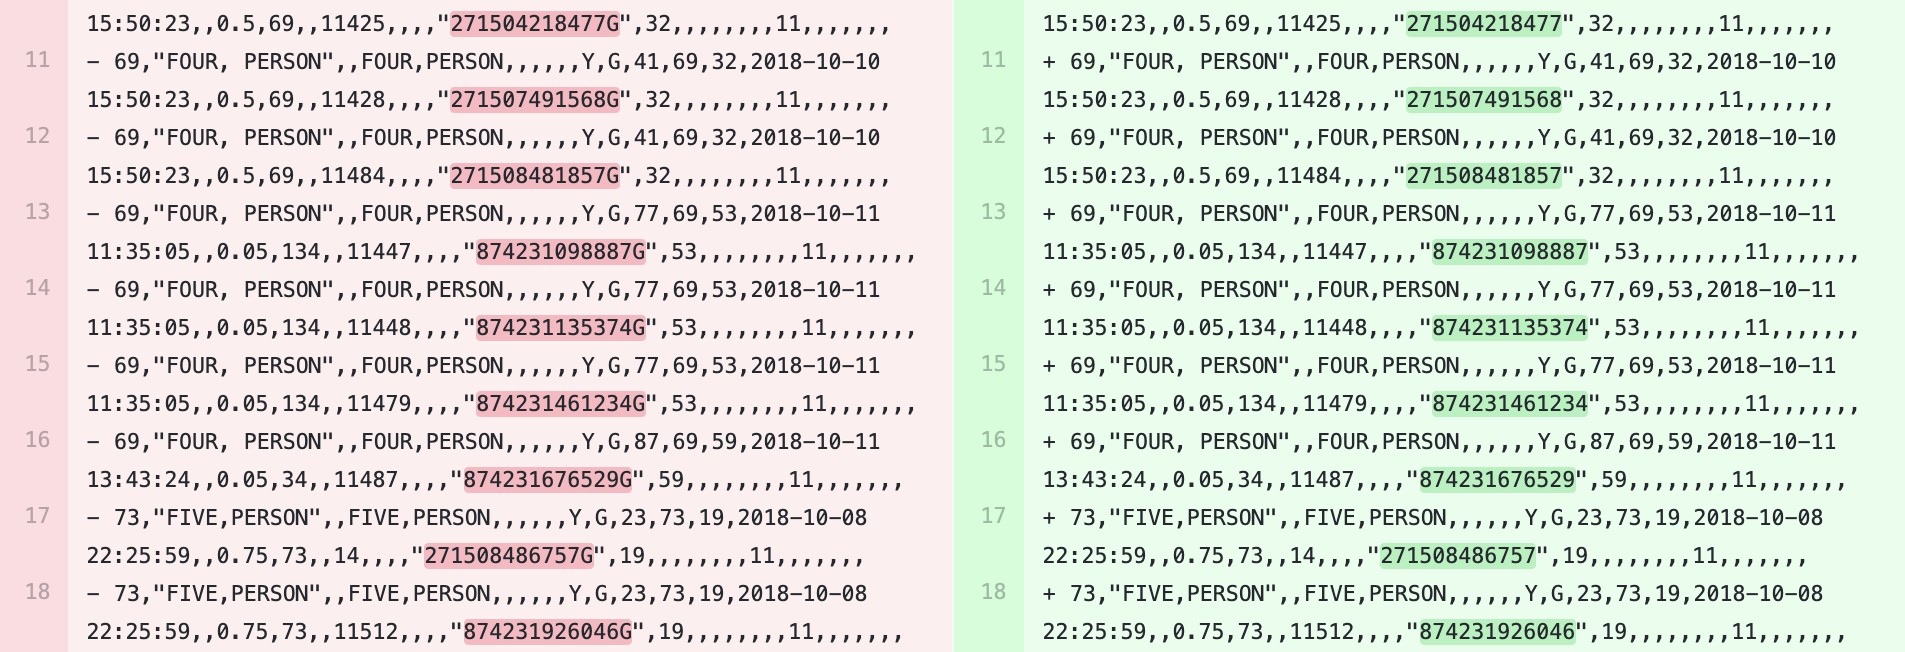 15:50:23,,0.5,69,,11425,,,,"271504218477G",32,,,,,,,,11,,,,,,,
11 - 69,"FOUR, PERSON",,FOUR,PERSON,,,,,,Y,G,41,69,32,2018-10-10
15:50:23,,0.5,69,,11428,,,,"271507491568G",32,,,,,,,,11,,,,,,,
12 - 69,"FOUR, PERSON",,FOUR,PERSON,,,,,,Y,G,41,69,32,2018-10-10
15:50:23,,0.5,69,,11484,,,,"271508481857G",32,,,,,,,,11,,,,,,,
13 - 69,"FOUR, PERSON",,FOUR,PERSON,,,,,,Y,G,77,69,53,2018-10-11
11:35:05,,0.05,134,,11447,,,,"874231098887G",53,,,,,,,,11,,,,,,,
14 - 69,"FOUR, PERSON",,FOUR,PERSON,,,,,,Y,G,77,69,53,2018-10-11
11:35:05,,0.05,134,,11448,,,,"874231135374G",53,,,,,,,,11,,,,,,,
15 - 69,"FOUR, PERSON",,FOUR,PERSON,,,,,,Y,G,77,69,53,2018-10-11
11:35:05,,0.05,134,,11479,,,,"874231461234G",53,,,,,,,,11,,,,,,,
16 - 69,"FOUR, PERSON",,FOUR,PERSON,,,,,,Y,G,87,69,59,2018-10-11
13:43:24,,0.05,34,,11487,,,,"874231676529G",59,,,,,,,,11,,,,,,,
17 - 73,"FIVE,PERSON",,FIVE,PERSON,,,,,,Y,G,23,73,19,2018-10-08
22:25:59,,0.75,73,,14,,,,"271508486757G",19,,,,,,,,11,,,,,,,
18 - 73,"FIVE,PERSON",,FIVE,PERSON,,,,,,Y,G,23,73,19,2018-10-08
22:25:59,,0.75,73,,11512,,,,"874231926046G",19,,,,,,,,11,,,,,,,
15:50:23,,0.5,69,,11425,,,,"271504218477",32,,,,,,,,11,,,,,,,
11 + 69,"FOUR, PERSON",,FOUR,PERSON,,,,,,Y,G,41,69,32,2018-10-10
15:50:23,,0.5,69,,11428,,,,"271507491568",32,,,,,,,,11,,,,,,,
12 + 69,"FOUR, PERSON",,FOUR,PERSON,,,,,,Y,G,41,69,32,2018-10-10
15:50:23,,0.5,69,,11484,,,,"271508481857",32,,,,,,,,11,,,,,,,
13 + 69,"FOUR, PERSON",,FOUR,PERSON,,,,,,Y,G,77,69,53,2018-10-11
11:35:05,,0.05,134,,11447,,,,"874231098887",53,,,,,,,,11,,,,,,,
14 + 69,"FOUR, PERSON",,FOUR,PERSON,,,,,,Y,G,77,69,53,2018-10-11
11:35:05,,0.05,134,,11448,,,,"874231135374",53,,,,,,,,11,,,,,,,
15 + 69,"FOUR, PERSON",,FOUR,PERSON,,,,,,Y,G,77,69,53,2018-10-11
11:35:05,,0.05,134,,11479,,,,"874231461234",53,,,,,,,,11,,,,,,,
16 + 69,"FOUR, PERSON",,FOUR,PERSON,,,,,,Y,G,87,69,59,2018-10-11
13:43:24,,0.05,34,,11487,,,,"874231676529",59,,,,,,,,11,,,,,,,
17 + 73,"FIVE,PERSON",,FIVE,PERSON,,,,,,Y,G,23,73,19,2018-10-08
22:25:59,,0.75,73,,14,,,,"271508486757",19,,,,,,,,11,,,,,,,
18 + 73,"FIVE,PERSON",,FIVE,PERSON,,,,,,Y,G,23,73,19,2018-10-08
22:25:59,,0.75,73,,11512,,,,"874231926046",19,,,,,,,,11,,,,,,,